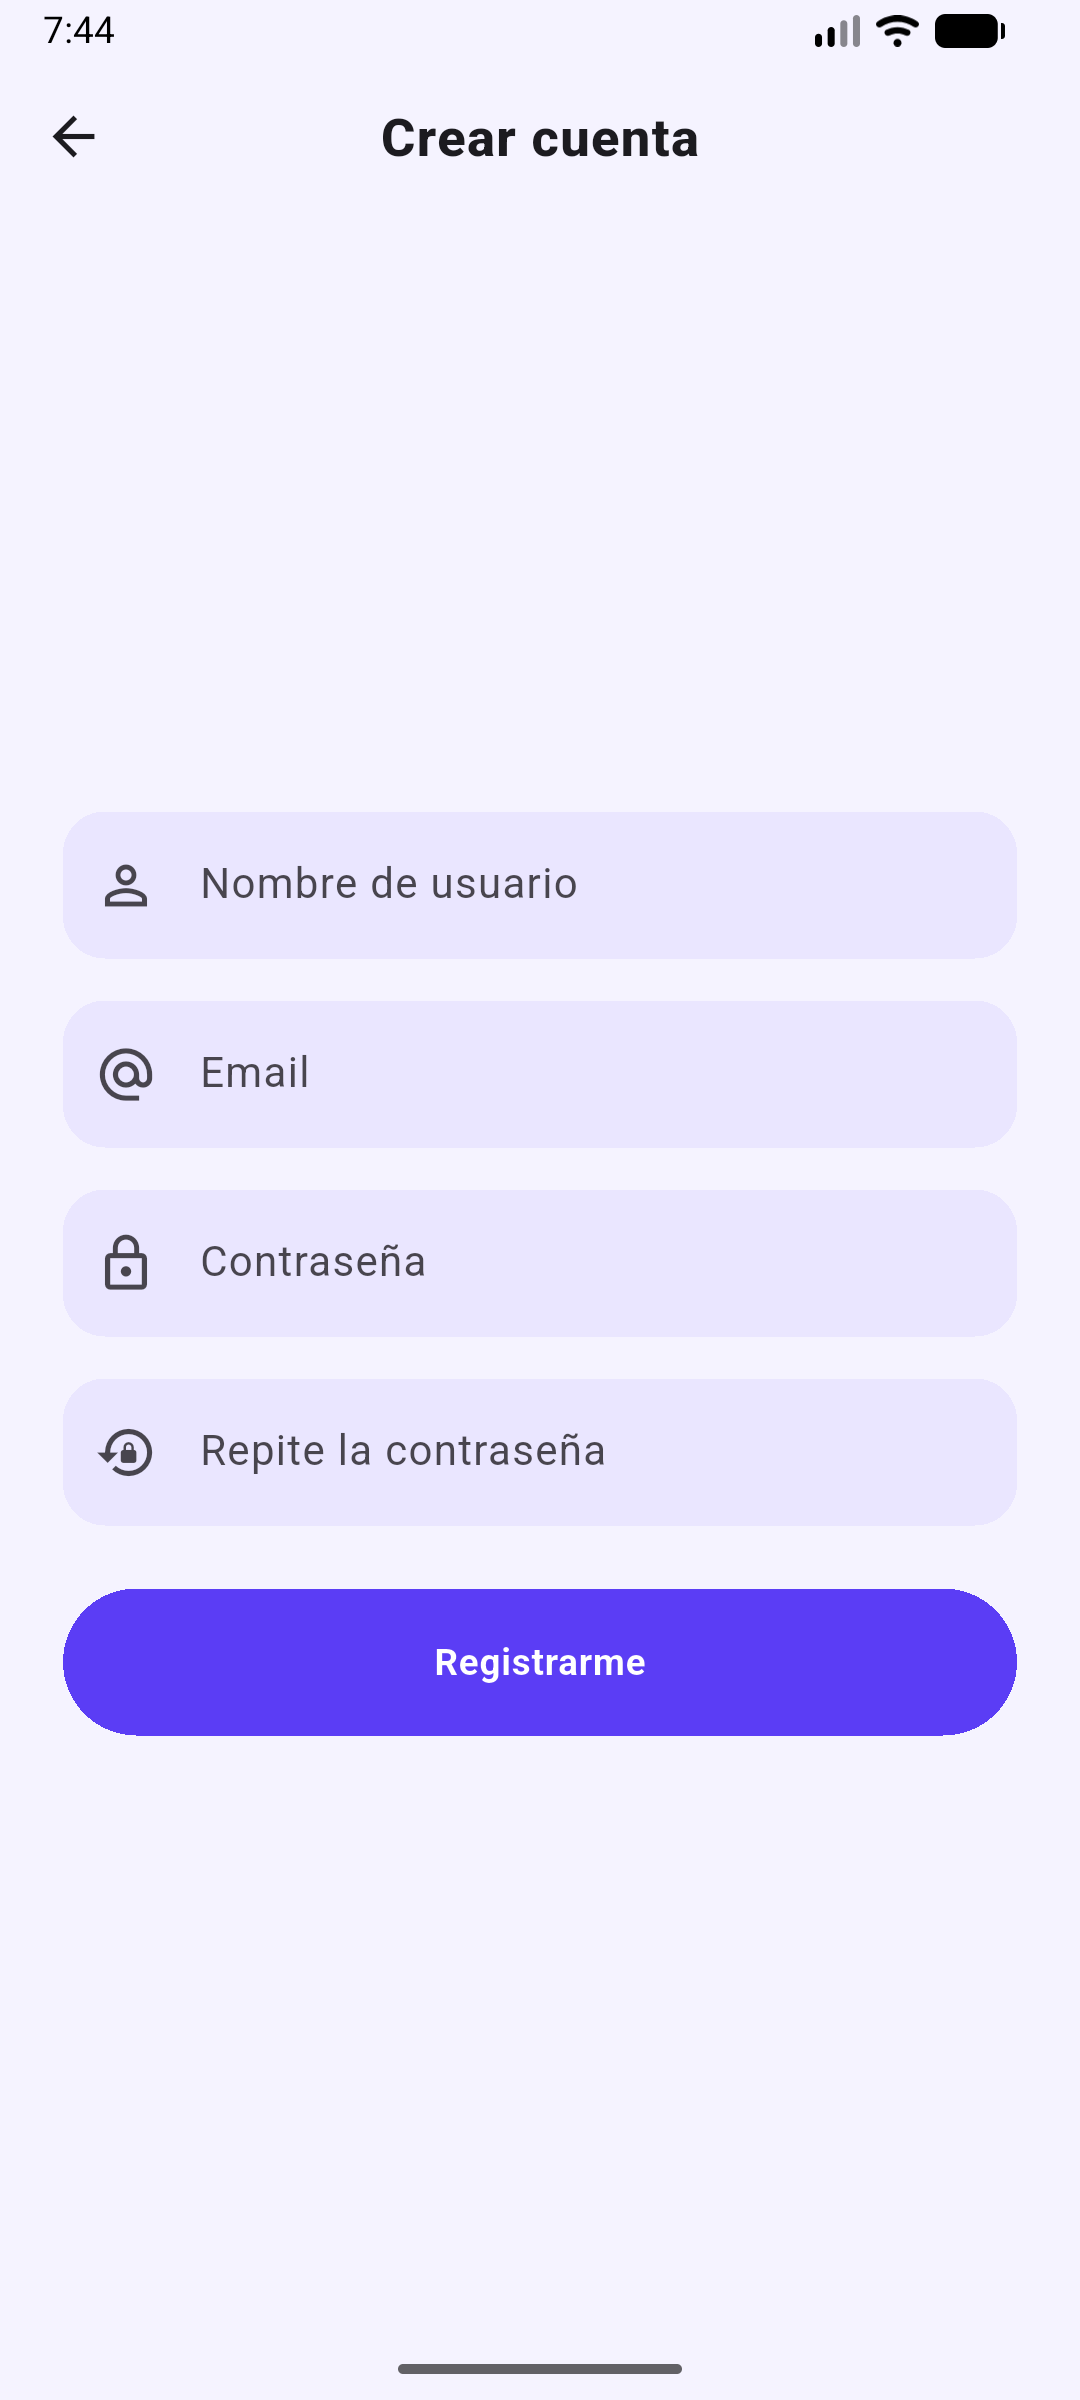 7:44
Crear cuenta
Nombre de usuario
Email
Contraseña
Repite la contraseña
Registrarme